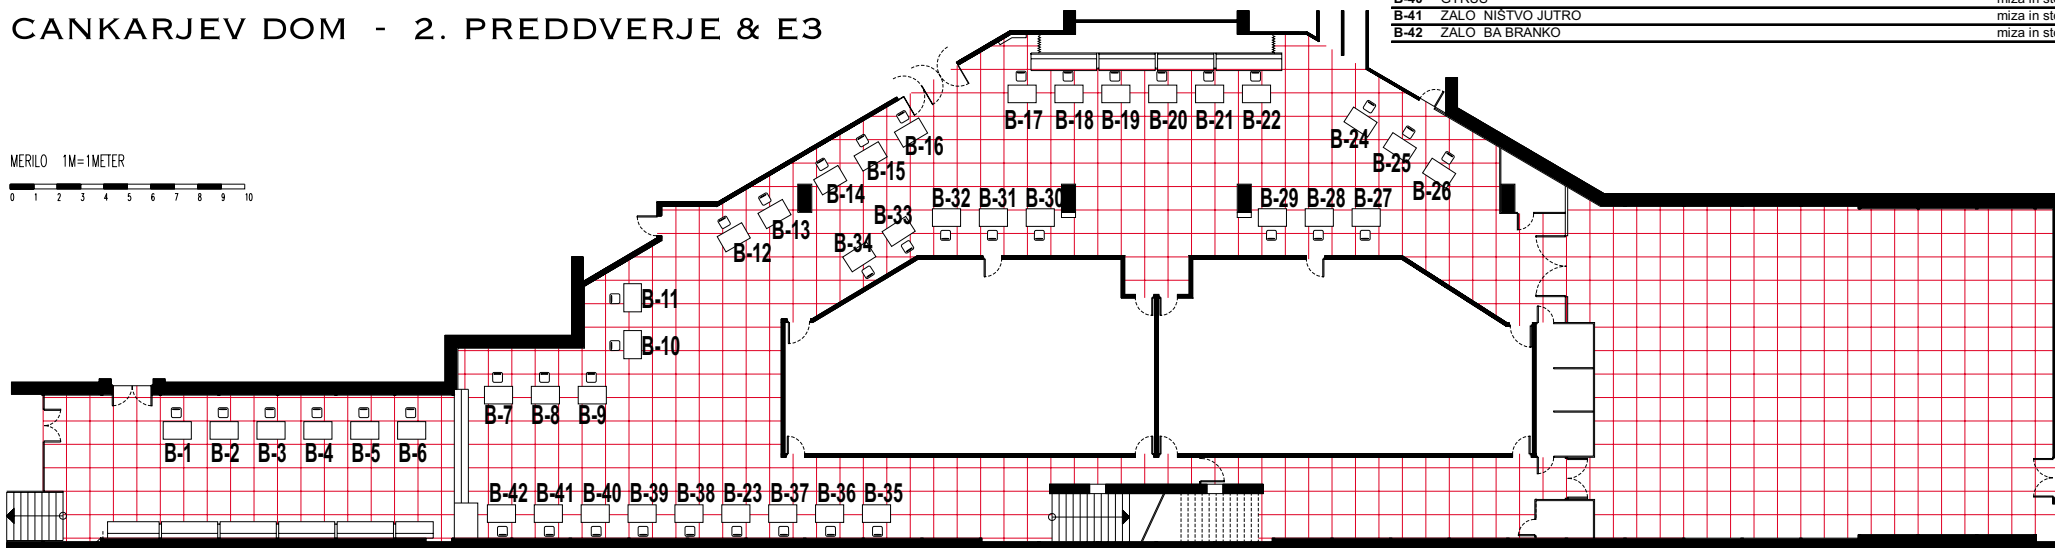 CANKARJEV DOM - 2. PREDDVERJE & E3
B-41 ZALO NIŠTVO JUTRO miza in st
B-42 ZALO BA BRANKO miza in st
MERILO 1M=1METER
0 1 2 3 4 5 6 7 8 9 10
B-17 B-18 B-19 B-20 B-21 B-22
B-24
B-25
B-26
B-16
B-15
B-14
B-13
B-12
B-33
B-34
B-32 B-31 B-30
B-29 B-28 B-27
B-11
B-10
B-7 B-8 B-9
B-1 B-2 B-3 B-4 B-5 B-6
B-42 B-41 B-40 B-39 B-38 B-23 B-37 B-36 B-35